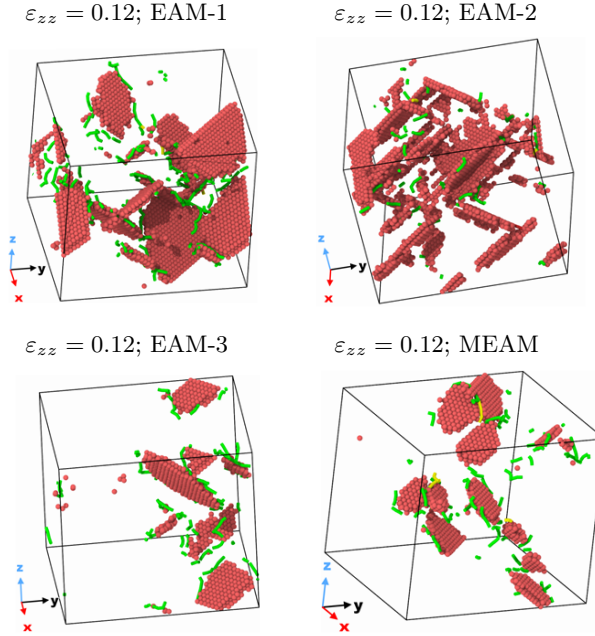 ε_zz = 0.12; EAM-1
ε_zz = 0.12; EAM-2
z
y
x
z
y
x
ε_zz = 0.12; EAM-3
ε_zz = 0.12; MEAM
z
y
x
z
y
x